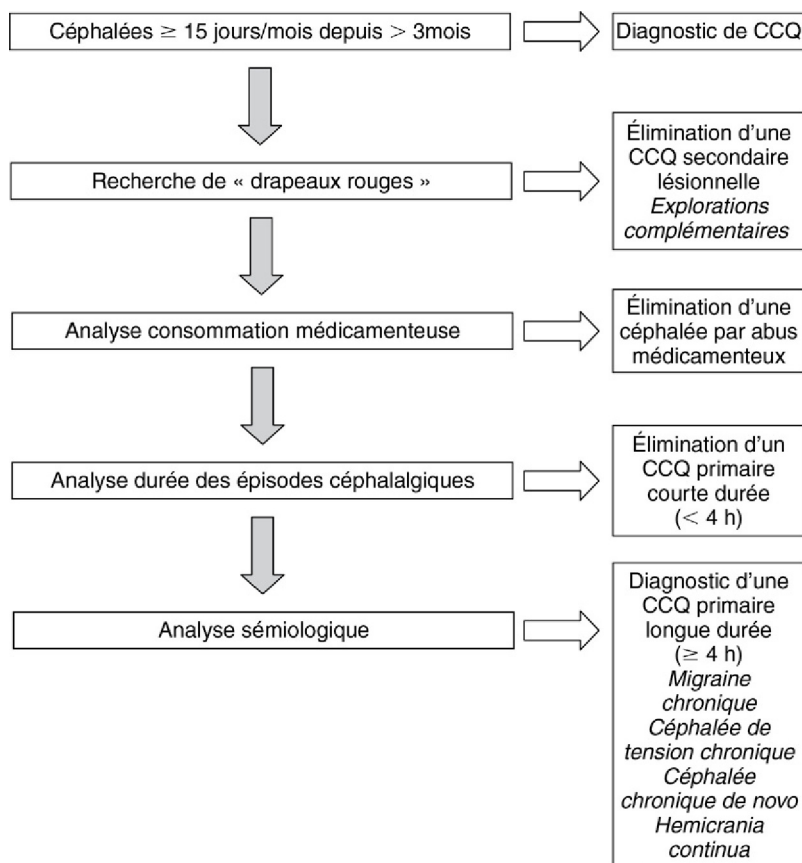 Céphalées ≥ 15 jours/mois depuis > 3mois
Diagnostic de CCQ
Recherche de « drapeaux rouges »
Élimination d’une
CCQ secondaire
lésionnelle
Explorations
complémentaires
Analyse consommation médicamenteuse
Élimination d’une
céphalée par abus
médicamenteux
Analyse durée des épisodes céphalalgiques
Élimination d’un
CCQ primaire
courte durée
(< 4 h)
Analyse sémiologique
Diagnostic d’une
CCQ primaire
longue durée
(≥ 4 h)
Migraine
chronique
Céphalée de
tension chronique
Céphalée
chronique de novo
Hemicrania
continua